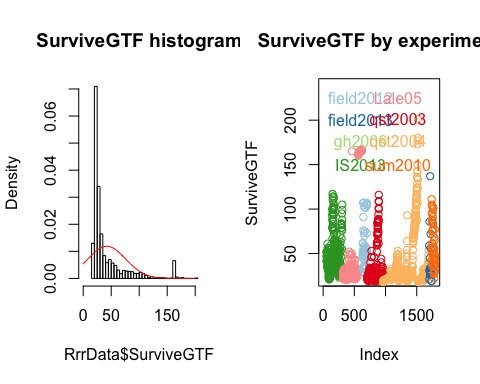 SurviveGTF histogram
Density
0.00 0.02 0.04 0.06
0 50 150
RrrData$SurviveGTF
SurviveGTF by experime
SurviveGTF
50 100 150 200
field2012 Lale05
field2013 qst2003
qst2004
IS2013 sum2010
0 500 1500
Index